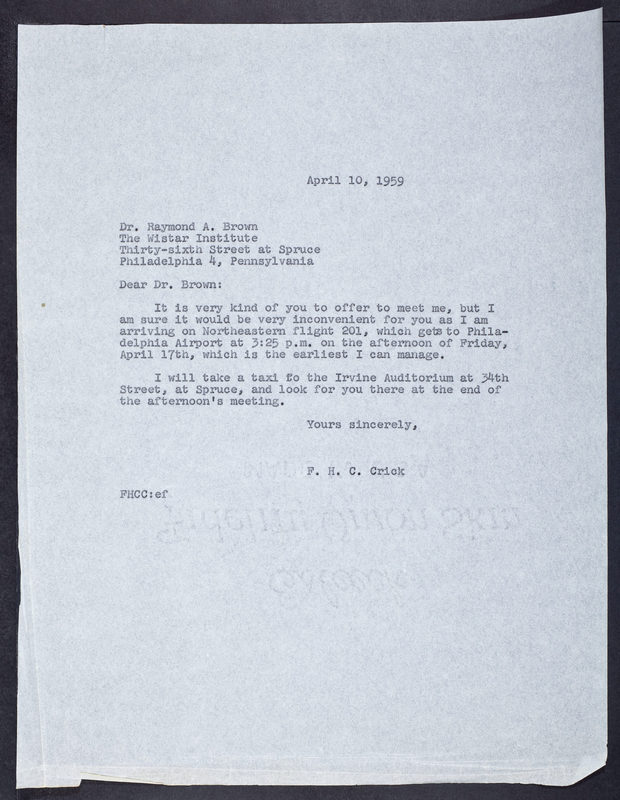 April 10, 1959
Dr. Raymond A. Brown
The Wistar Institute
Thirty-sixth Street at Spruce
Philadelphia 4, Pennsylvania
Dear Dr. Brown:
It is very kind of you to offer to meet me, but I
am sure it would be very inconvenient for you as I am
arriving on Northeastern flight 201, which gets to Phila-
delphia Airport at 3:25 p.m. on the afternoon of Friday,
April 17th, which is the earliest I can manage.
I will take a taxi to the Irvine Auditorium at 34th
Street, at Spruce, and look for you there at the end of
the afternoon's meeting.
Yours sincerely,
F. H. C. Crick
FHCC:ef
Fidelity Onion Skin